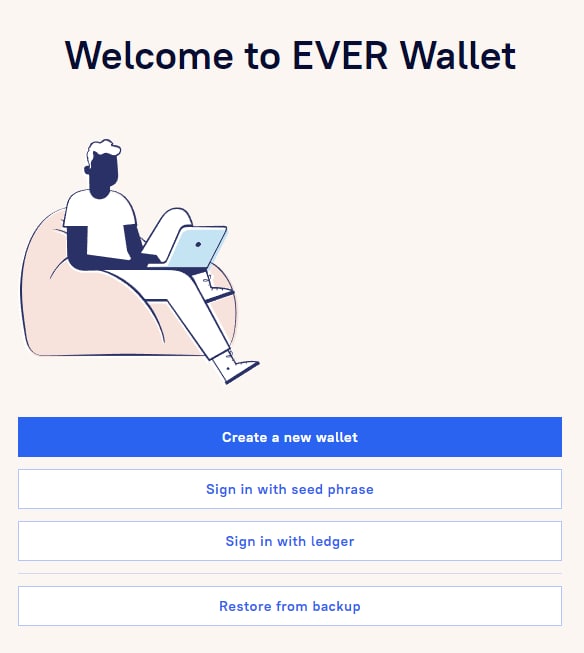 Welcome to EVER Wallet
Create a new wallet
Sign in with seed phrase
Sign in with ledger
Restore from backup